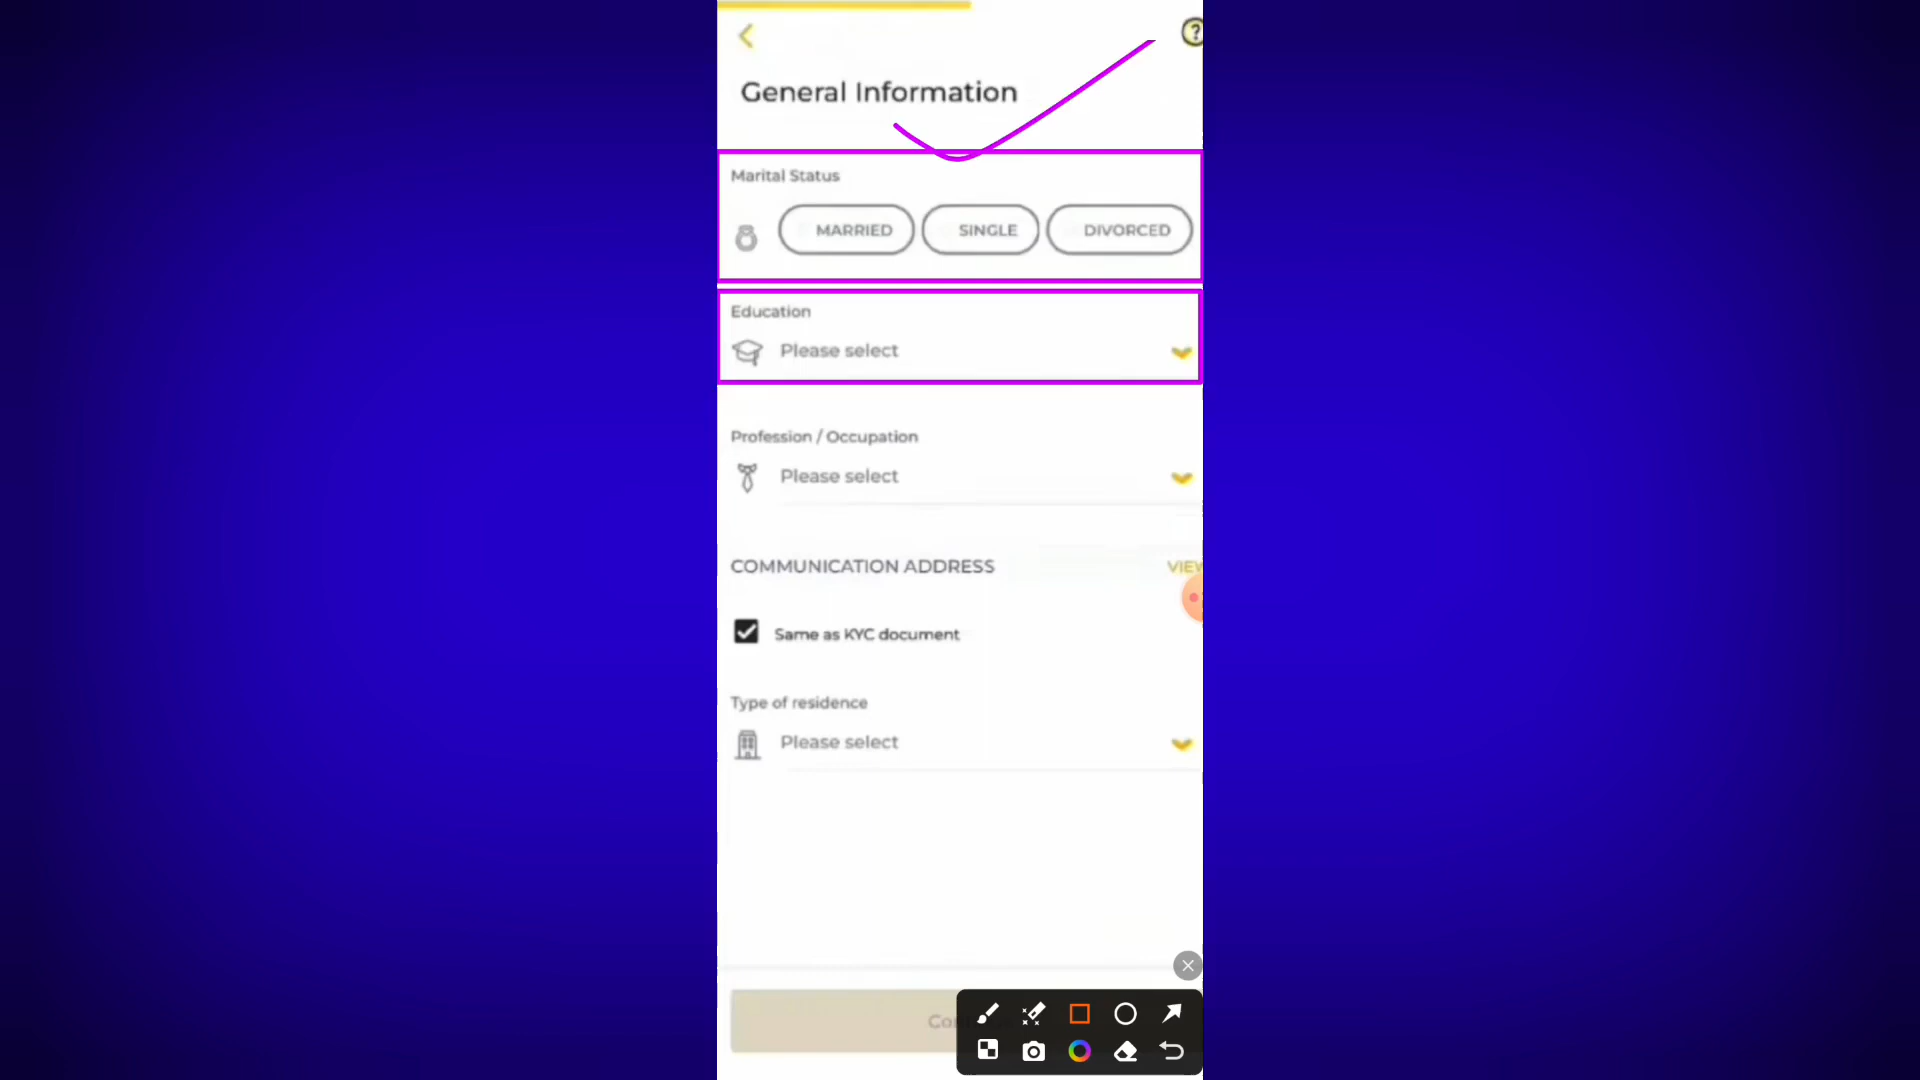 ?
General Information
Marital Status
MARRIED SINGLE DIVORCED
Education
Please select
Profession / Occupation
Please select
COMMUNICATION ADDRESS
Same as KYC document
Type of residence
Please select